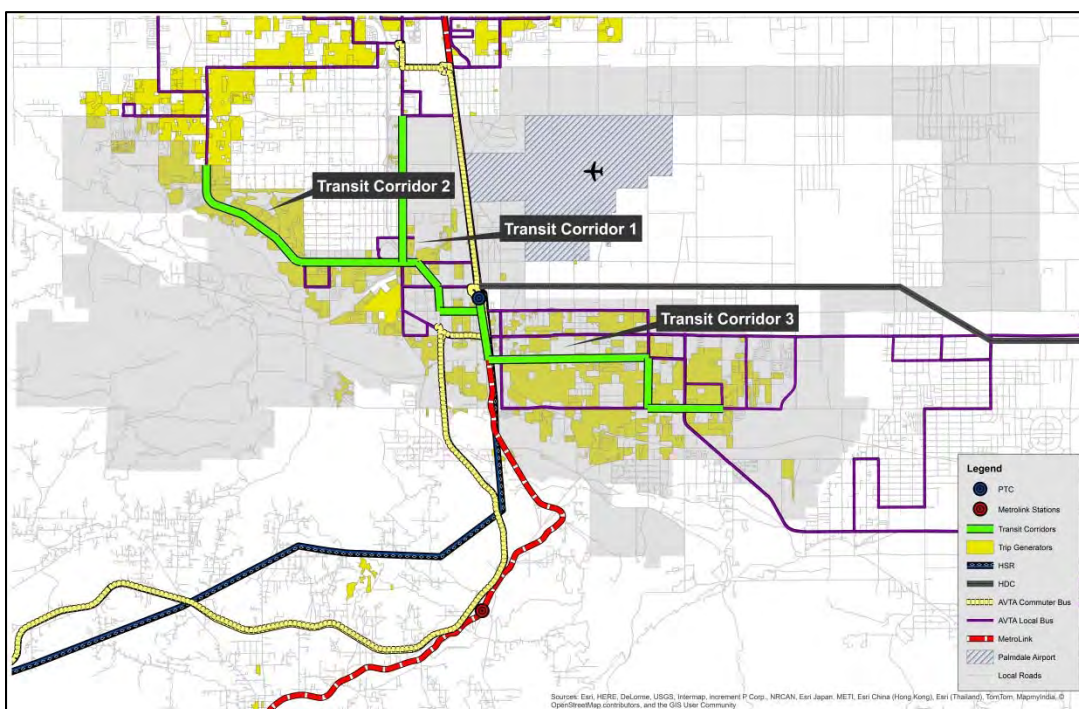 Transit Corridor 2
Transit Corridor 1
Transit Corridor 3
Legend
PTC
Metrolink Stations
Transit Corridors
Trip Generators
HSR
HDC
AVTA Commuter Bus
AVTA Local Bus
MetroLink
Palmdale Airport
Local Roads
Sources: Esri, HERE, DeLorme, USGS, Intermap, increment P Corp., NRCAN, Esri Japan, METI, Esri China (Hong Kong), Esri (Thailand), TomTom, MapmyIndia, ©
OpenStreetMap contributors, and the GIS User Community